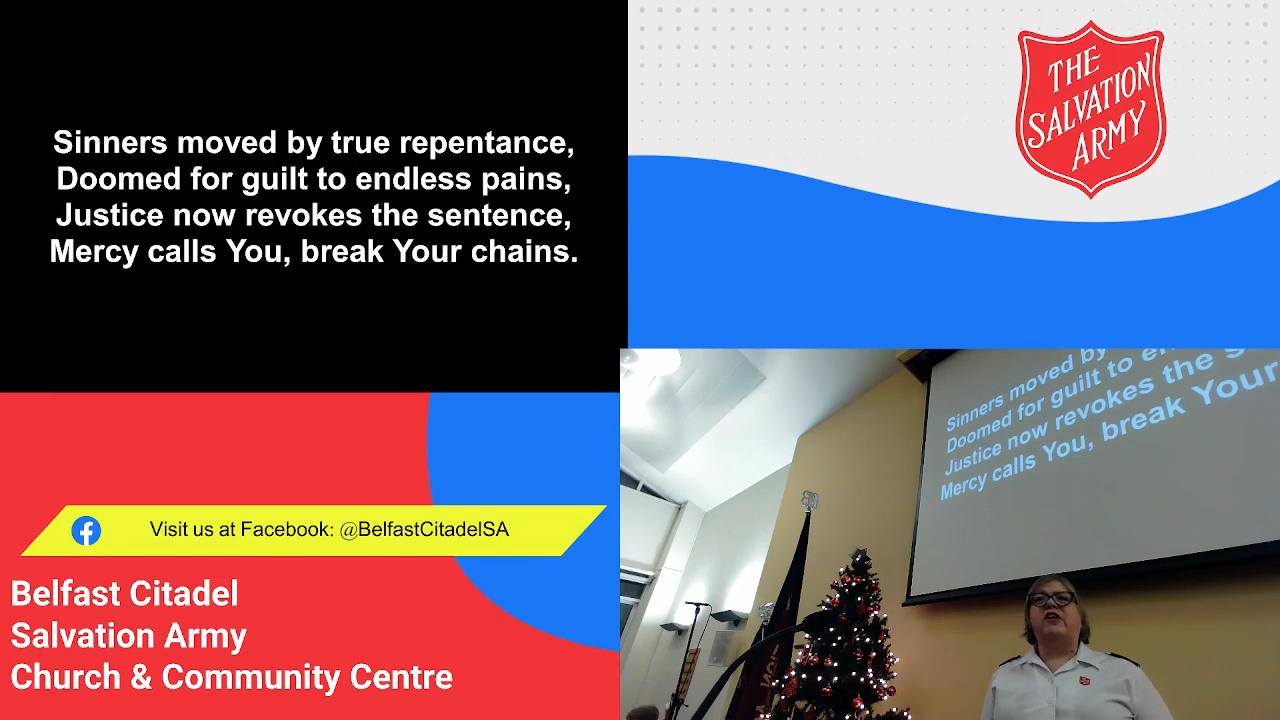 Sinners moved by true repentance,
Doomed for guilt to endless pains,
Justice now revokes the sentence,
Mercy calls You, break Your chains.
THE
SALVATION
ARMY
Visit us at Facebook: @BelfastCitadelSA
Belfast Citadel
Salvation Army
Church & Community Centre
Sinners moved by
Doomed for guilt to en
Justice now revokes the s
Mercy calls You, break Your